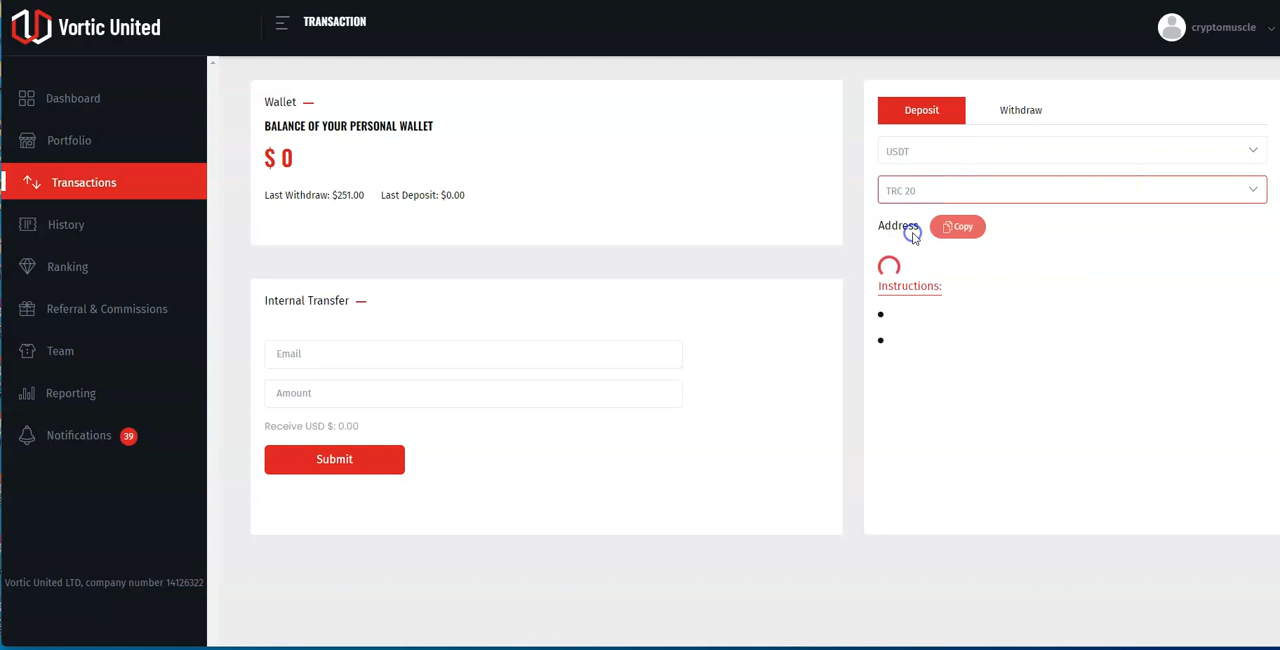 Vortic United
TRANSACTION
cryptomuscle
Dashboard
Portfolio
Transactions
History
Ranking
Referral & Commissions
Team
Reporting
Notifications 39
Vortic United LTD, company number 14126322
Wallet
BALANCE OF YOUR PERSONAL WALLET
$ 0
Last Withdraw: $251.00 Last Deposit: $0.00
Internal Transfer
Email
Amount
Receive USD $: 0.00
Submit
Deposit Withdraw
USDT
TRC 20
Address Copy
Instructions: